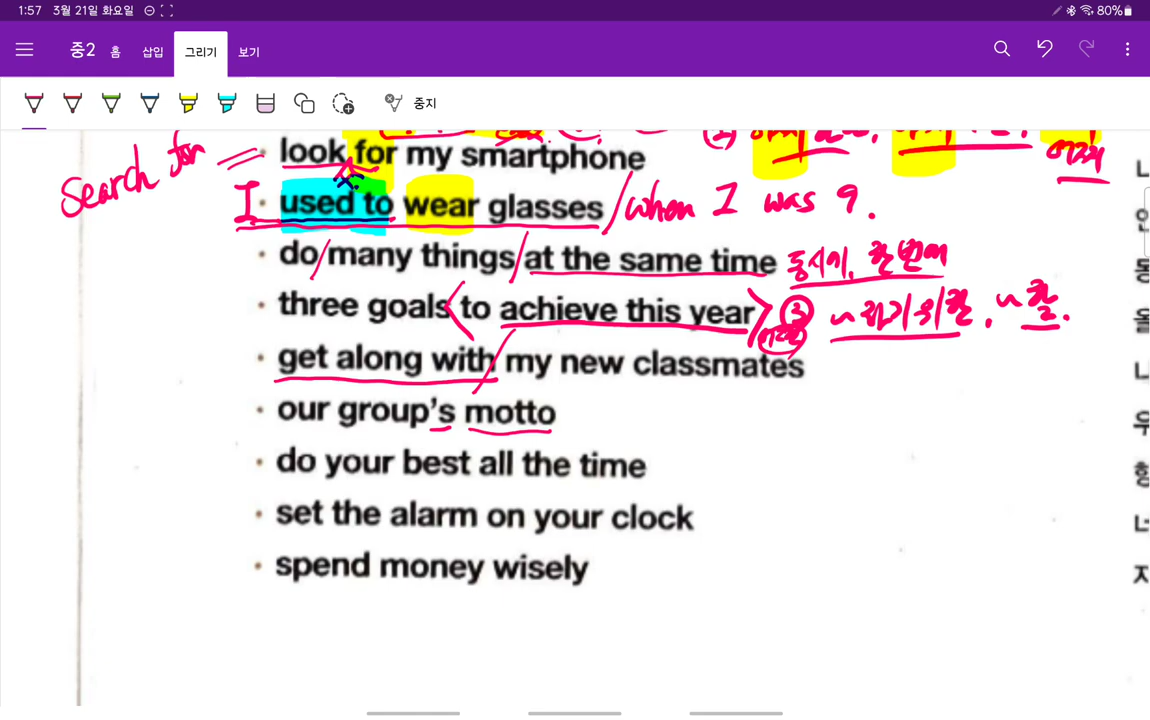 1:57 3월 21일 화요일 80%
중2 홈 삽입 그리기 보기
중지
Search for = · look for my smartphone
어휘
I · used to wear glasses / when I was 9.
· do / many things / at the same time 동시에, 한번에
· three goals < to achieve this year > ③ ~하기위한, ~할.
· get along with / my new classmates
· our group's motto
· do your best all the time
· set the alarm on your clock
· spend money wisely